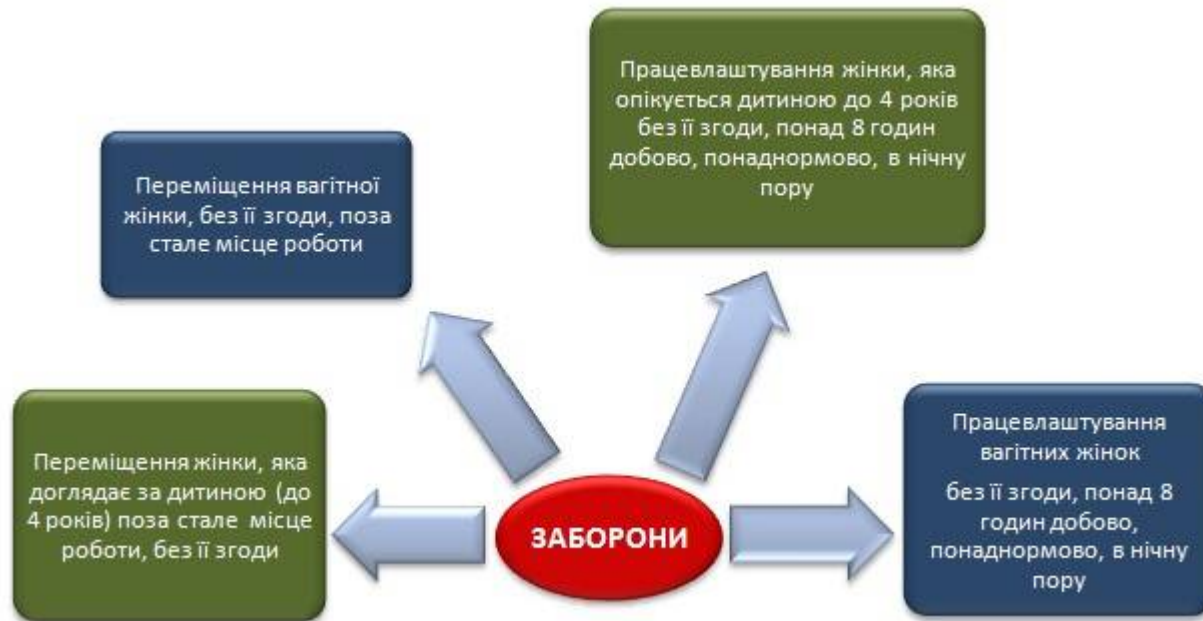 Працевлаштування жінки, яка
опікується дитиною до 4 років
без її згоди, понад 8 годин
добово, понаднормово, в нічну
пору
Переміщення вагітної
жінки, без її згоди, поза
стале місце роботи
Переміщення жінки, яка
доглядає за дитиною (до
4 років) поза стале місце
роботи, без її згоди
ЗАБОРОНИ
Працевлаштування
вагітних жінок
без її згоди, понад 8
годин добово,
понаднормово, в нічну
пору